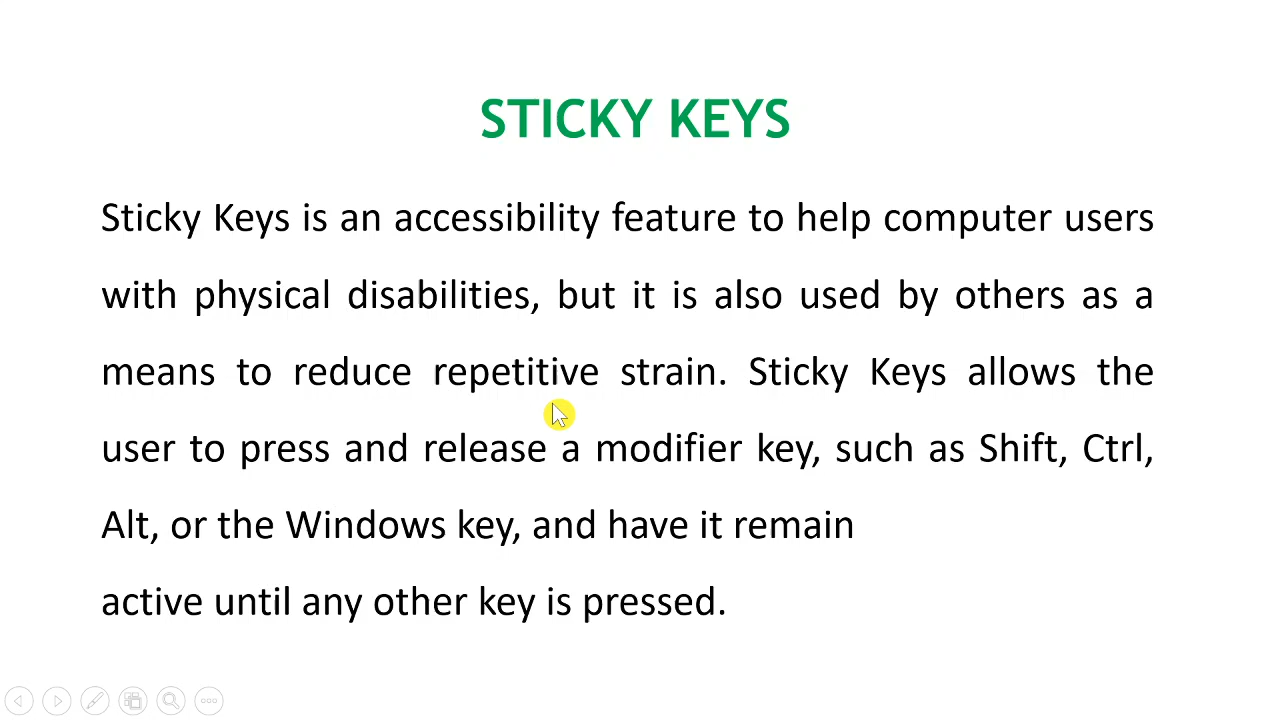 STICKY KEYS
Sticky Keys is an accessibility feature to help computer users
with physical disabilities, but it is also used by others as a
means to reduce repetitive strain. Sticky Keys allows the
user to press and release a modifier key, such as Shift, Ctrl,
Alt, or the Windows key, and have it remain
active until any other key is pressed.